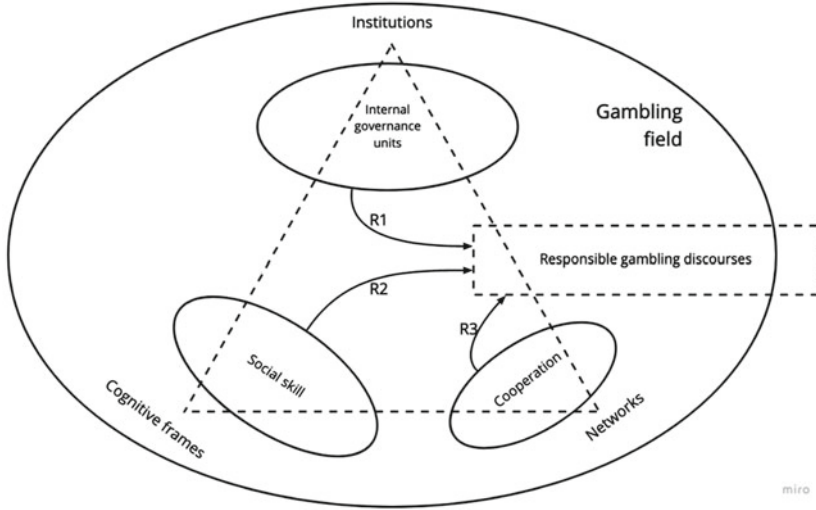 Institutions
Internal
governance
units
Gambling
field
R1
Responsible gambling discourses
R2
R3
Social skill
Cooperation
Cognitive frames
Networks
miro